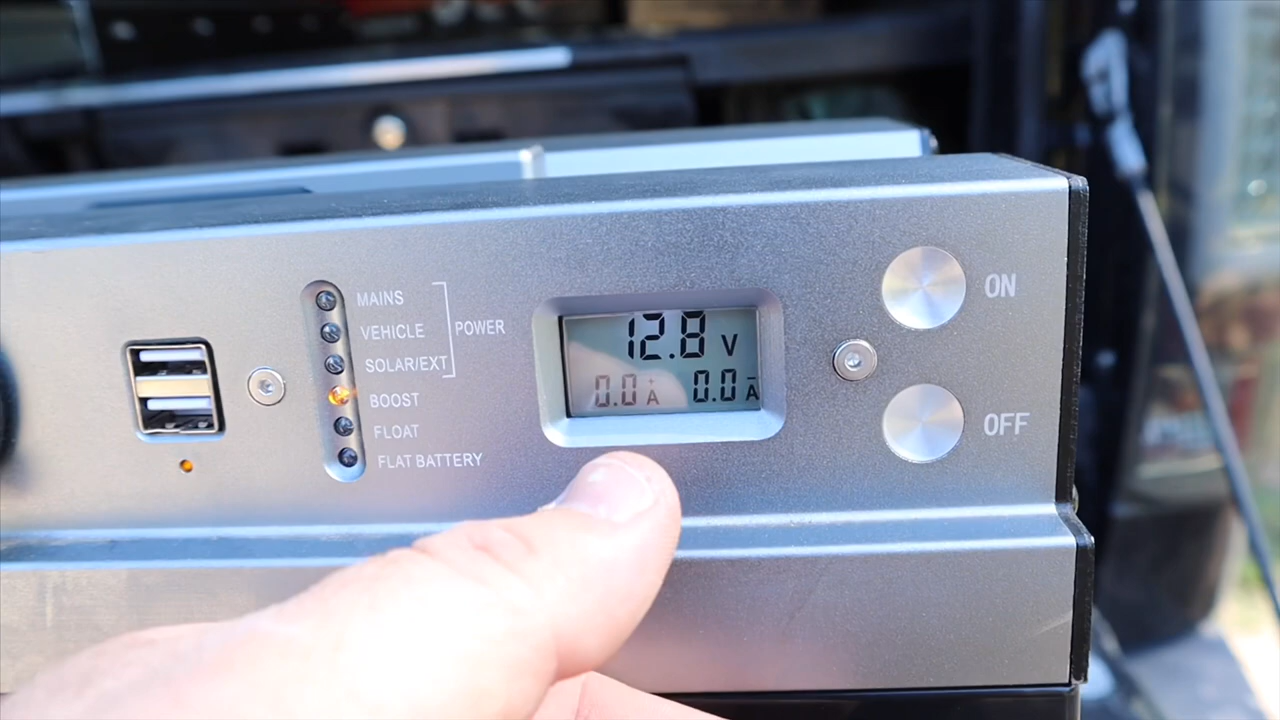 MAINS
VEHICLE
SOLAR/EXT
POWER
BOOST
FLOAT
FLAT BATTERY
12.8 V
0.0 + A 0.0 - A
ON
OFF